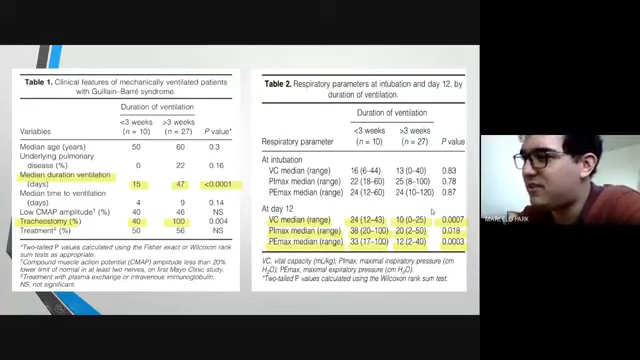 Table 1. Clinical features of mechanically ventilated patients
with Guillain–Barré syndrome.
Duration of ventilation
<3 weeks >3 weeks
Variables (n = 10) (n = 27) P value*
Median age (years) 50 60 0.3
Underlying pulmonary
disease (%) 0 22 0.16
Median duration ventilation
(days) 15 47 <0.0001
Median time to ventilation
(days) 4 9 0.14
Low CMAP amplitude† (%) 40 46 NS
Tracheostomy (%) 40 100 0.004
Treatment‡ (%) 50 56 NS
*Two-tailed P values calculated using the Fisher exact or Wilcoxon rank
sum tests as appropriate.
†Compound muscle action potential (CMAP) amplitude less than 20%
lower limit of normal in at least two nerves, on first Mayo Clinic study.
‡Treatment with plasma exchange or intravenous immunoglobulin.
NS, not significant.
Table 2. Respiratory parameters at intubation and day 12, by
duration of ventilation.
Duration of ventilation
<3 weeks >3 weeks
Respiratory parameter (n = 10) (n = 27) P value
At intubation
VC median (range) 16 (6–44) 13 (0–40) 0.83
PImax median (range) 22 (18–60) 25 (8–100) 0.78
PEmax median (range) 24 (12–60) 24 (10–120) 0.87
At day 12
VC median (range) 24 (12–43) 10 (0–25) 0.0007
PImax median (range) 38 (20–100) 20 (2–50) 0.018
PEmax median (range) 33 (17–100) 12 (2–40) 0.0003
VC, vital capacity (mL/kg); PImax, maximal inspiratory pressure (cm
H₂O); PEmax, maximal expiratory pressure (cm H₂O).
*Two-tailed P values calculated using the Wilcoxon rank sum test.
MARCELO PARK